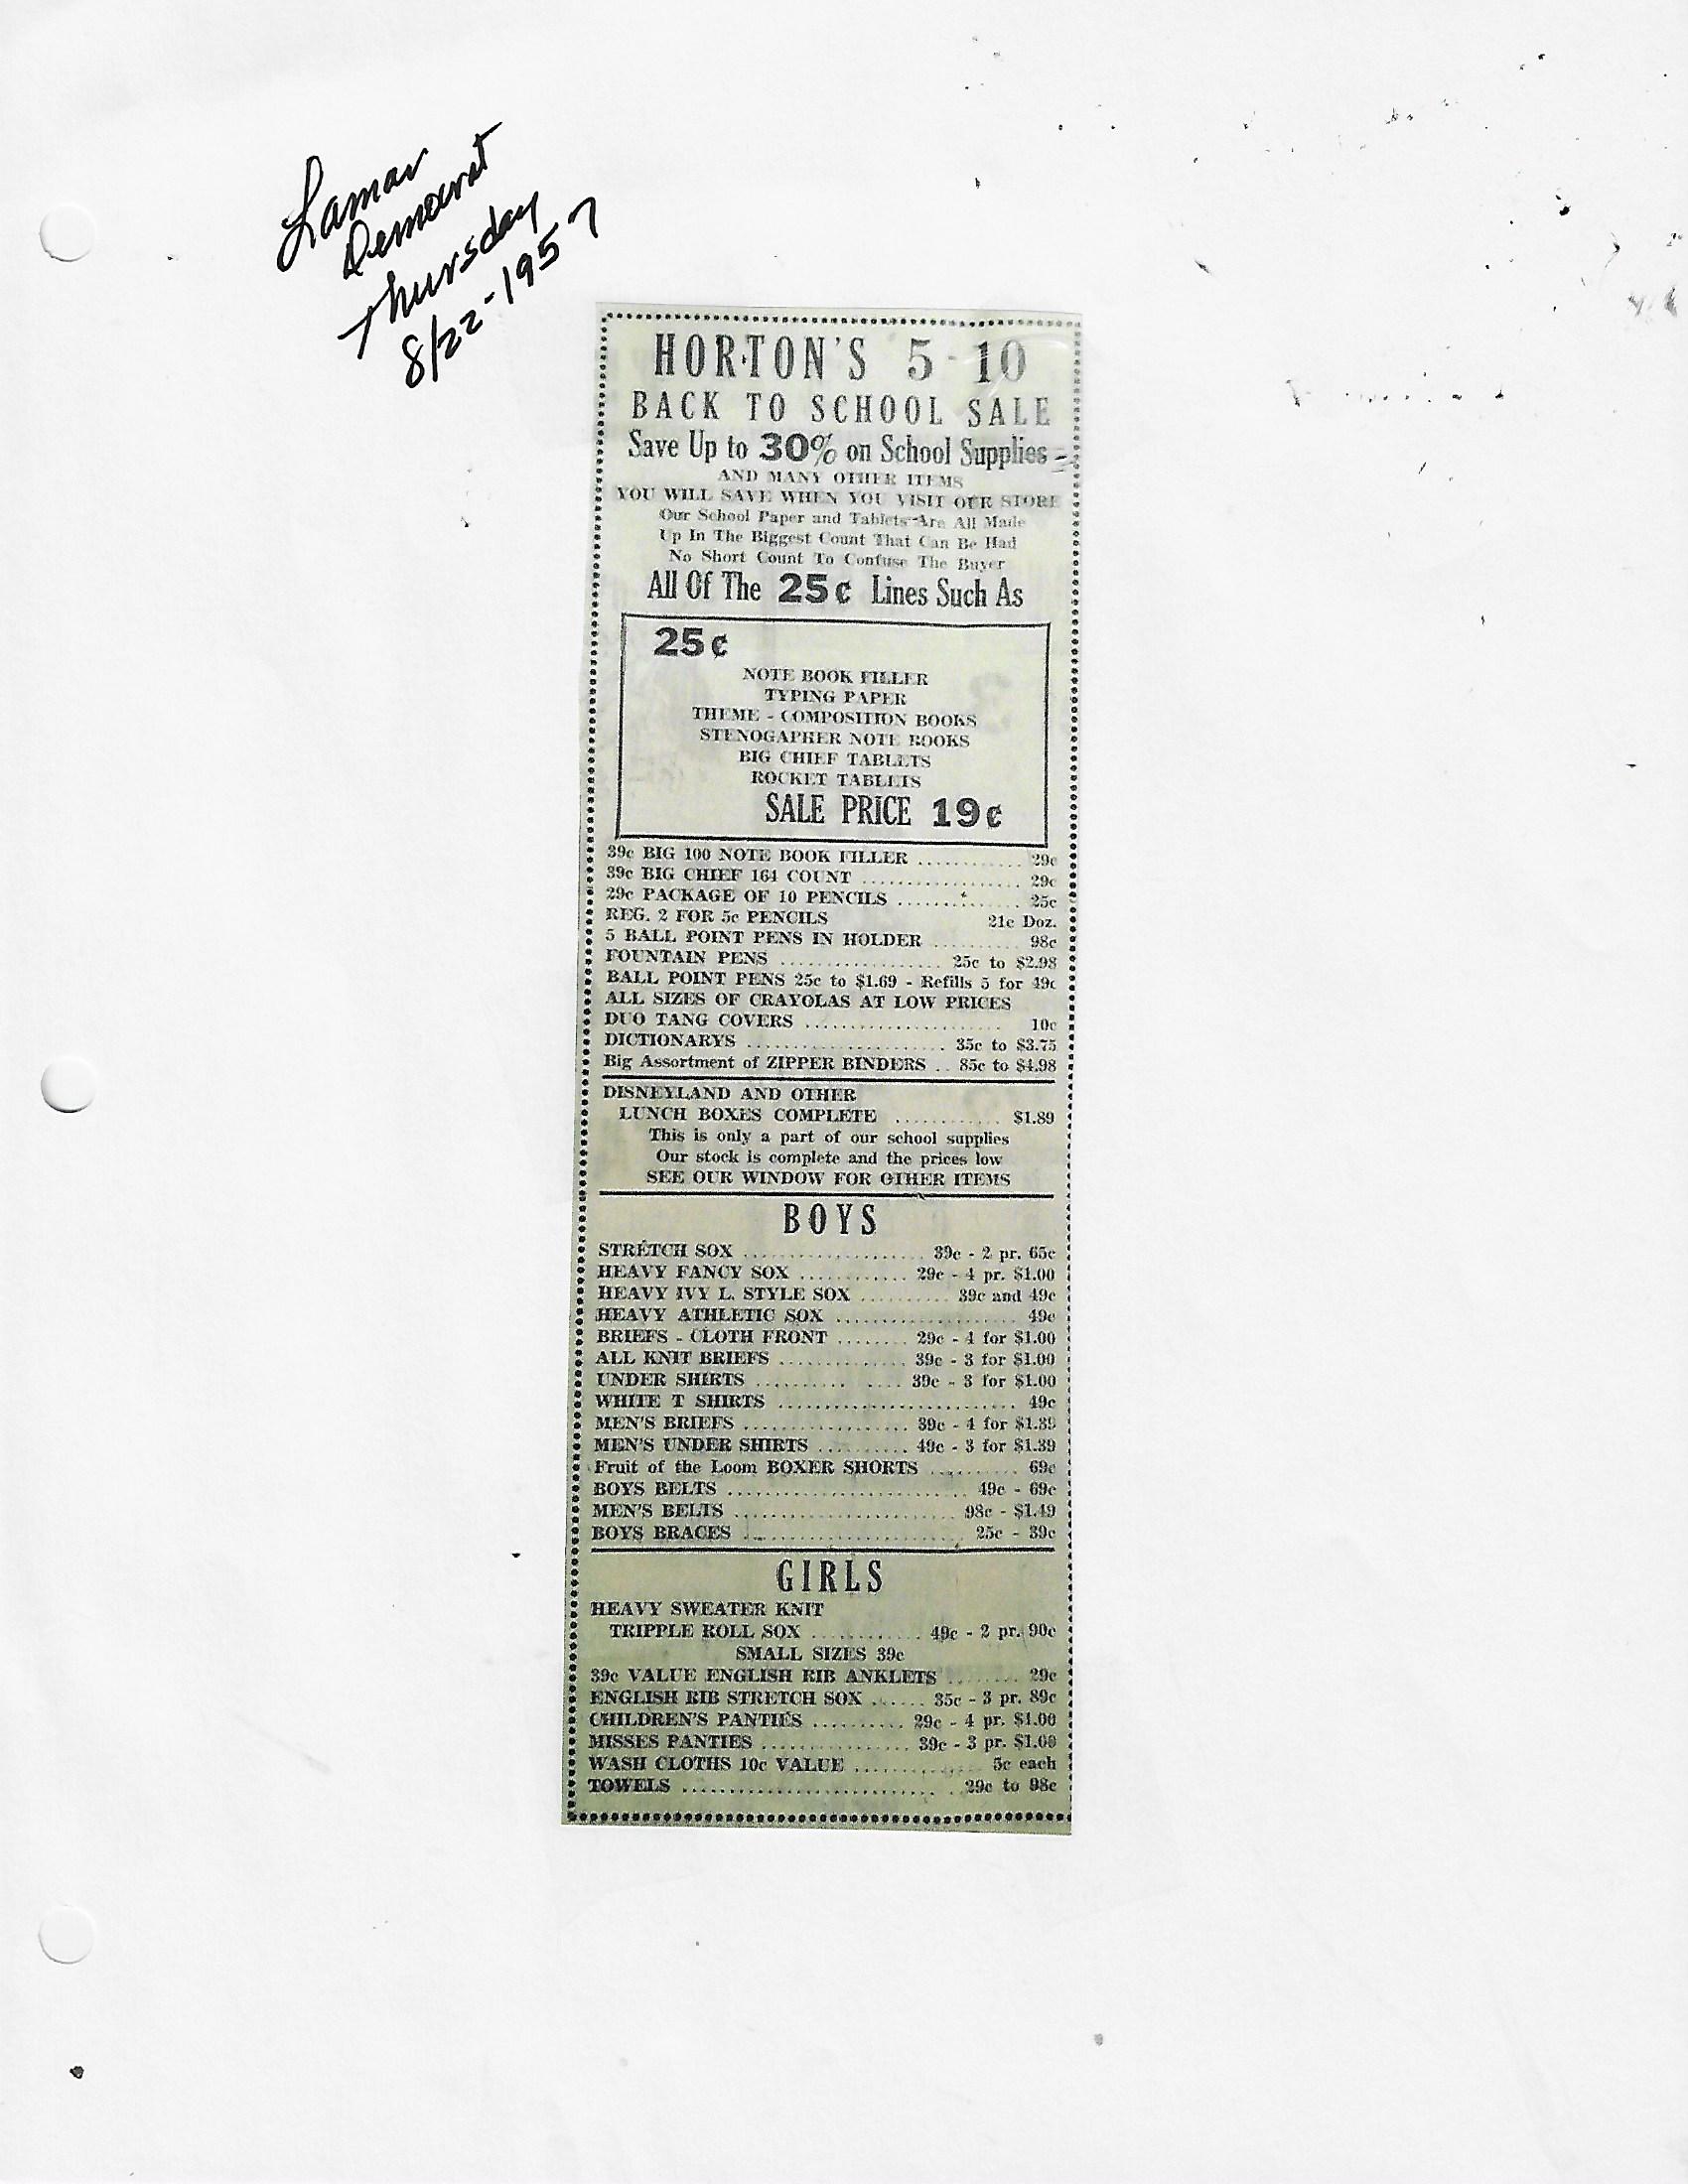 Lamar
Democrat
Thursday
8/22-1957
HORTON'S 5-10
BACK TO SCHOOL SALE
Save Up to 30% on School Supplies
AND MANY OTHER ITEMS
YOU WILL SAVE WHEN YOU VISIT OUR STORE
Our School Paper and Tablets Are All Made
Up In The Biggest Count That Can Be Had
No Short Count To Confuse The Buyer
All Of The 25¢ Lines Such As
25¢
NOTE BOOK FILLER
TYPING PAPER
THEME - COMPOSITION BOOKS
STENOGAPHER NOTE BOOKS
BIG CHIEF TABLETS
ROCKET TABLETS
SALE PRICE 19¢
39c BIG 100 NOTE BOOK FILLER ............ 29c
39c BIG CHIEF 164 COUNT .................. 29c
29c PACKAGE OF 10 PENCILS .............. 25c
REG. 2 FOR 5c PENCILS 21c Doz.
5 BALL POINT PENS IN HOLDER .......... 98c
FOUNTAIN PENS .................. 25c to $2.98
BALL POINT PENS 25c to $1.69 - Refills 5 for 49c
ALL SIZES OF CRAYOLAS AT LOW PRICES
DUO TANG COVERS ...................... 10c
DICTIONARYS ...................... 35c to $3.75
Big Assortment of ZIPPER BINDERS .. 85c to $4.98
DISNEYLAND AND OTHER
LUNCH BOXES COMPLETE ............ $1.89
This is only a part of our school supplies
Our stock is complete and the prices low
SEE OUR WINDOW FOR OTHER ITEMS
BOYS
STRETCH SOX .................... 39c - 2 pr. 65c
HEAVY FANCY SOX ............ 29c - 4 pr. $1.00
HEAVY IVY L. STYLE SOX .......... 39c and 49c
HEAVY ATHLETIC SOX .................... 49c
BRIEFS - CLOTH FRONT ........ 29c - 4 for $1.00
ALL KNIT BRIEFS .............. 39c - 3 for $1.00
UNDER SHIRTS .......... .... 39c - 3 for $1.00
WHITE T SHIRTS .......................... 49c
MEN'S BRIEFS .................. 39c - 4 for $1.39
MEN'S UNDER SHIRTS .......... 49c - 3 for $1.39
Fruit of the Loom BOXER SHORTS .......... 69c
BOYS BELTS .......................... 49c - 69c
MEN'S BELTS ........................ 98c - $1.49
BOYS BRACES ........................ 25c - 39c
GIRLS
HEAVY SWEATER KNIT
TRIPPLE ROLL SOX ............ 49c - 2 pr. 90c
SMALL SIZES 39c
39c VALUE ENGLISH RIB ANKLETS ........ 29c
ENGLISH RIB STRETCH SOX ...... 35c - 3 pr. 89c
CHILDREN'S PANTIES .......... 29c - 4 pr. $1.00
MISSES PANTIES ................ 39c - 3 pr. $1.00
WASH CLOTHS 10c VALUE .............. 5c each
TOWELS ............................ 29c to 98c